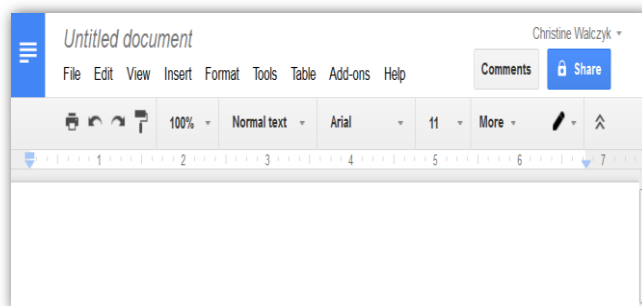 Untitled document
Christine Walczyk
File Edit View Insert Format Tools Table Add-ons Help
Comments
Share
100% Normal text Arial 11 More
1 2 3 4 5 6 7